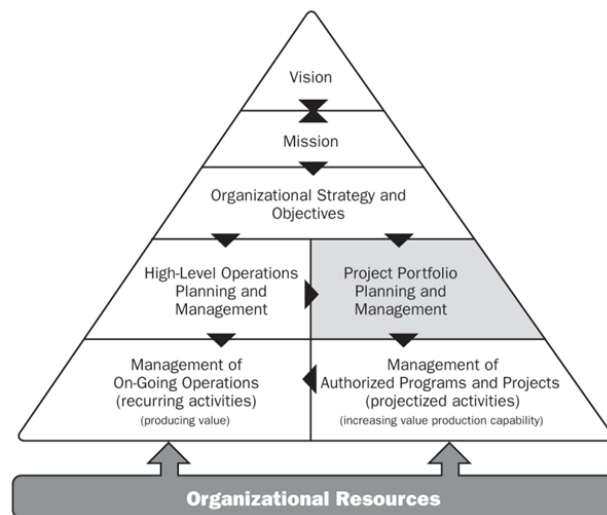 Vision
Mission
Organizational Strategy and
Objectives
High-Level Operations
Planning and
Management
Project Portfolio
Planning and
Management
Management of
On-Going Operations
(recurring activities)
(producing value)
Management of
Authorized Programs and Projects
(projectized activities)
(increasing value production capability)
Organizational Resources